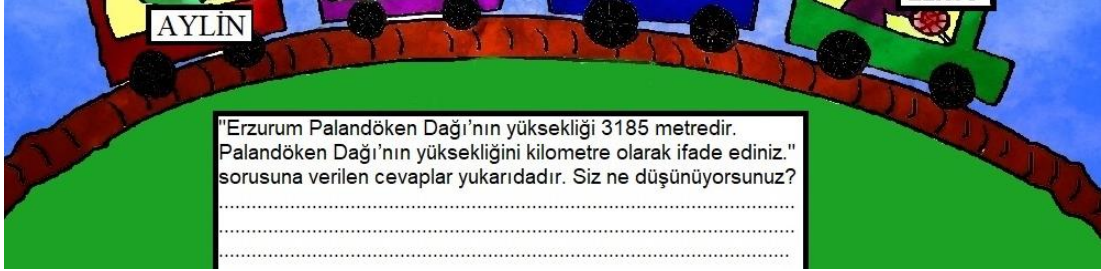 AYLİN
"Erzurum Palandöken Dağı'nın yüksekliği 3185 metredir.
Palandöken Dağı'nın yüksekliğini kilometre olarak ifade ediniz."
sorusuna verilen cevaplar yukarıdadır. Siz ne düşünüyorsunuz?